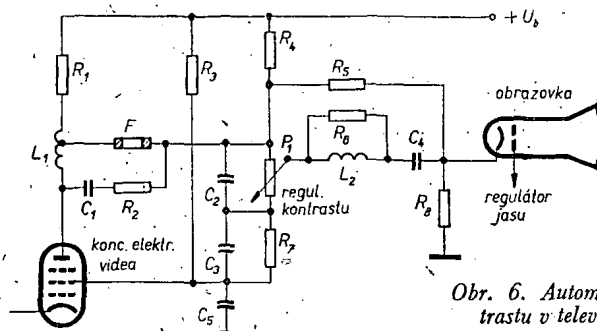 + U_b
R_1
R_3
R_4
R_5
obrazovka
F
P_1
R_6
L_1
C_4
L_2
C_1
R_2
C_2
regul.
kontrastu
R_8
regulátor
jasu
konc. elektr.
videa
C_3
R_7
C_5
Obr. 6. Autom
trastu v telev